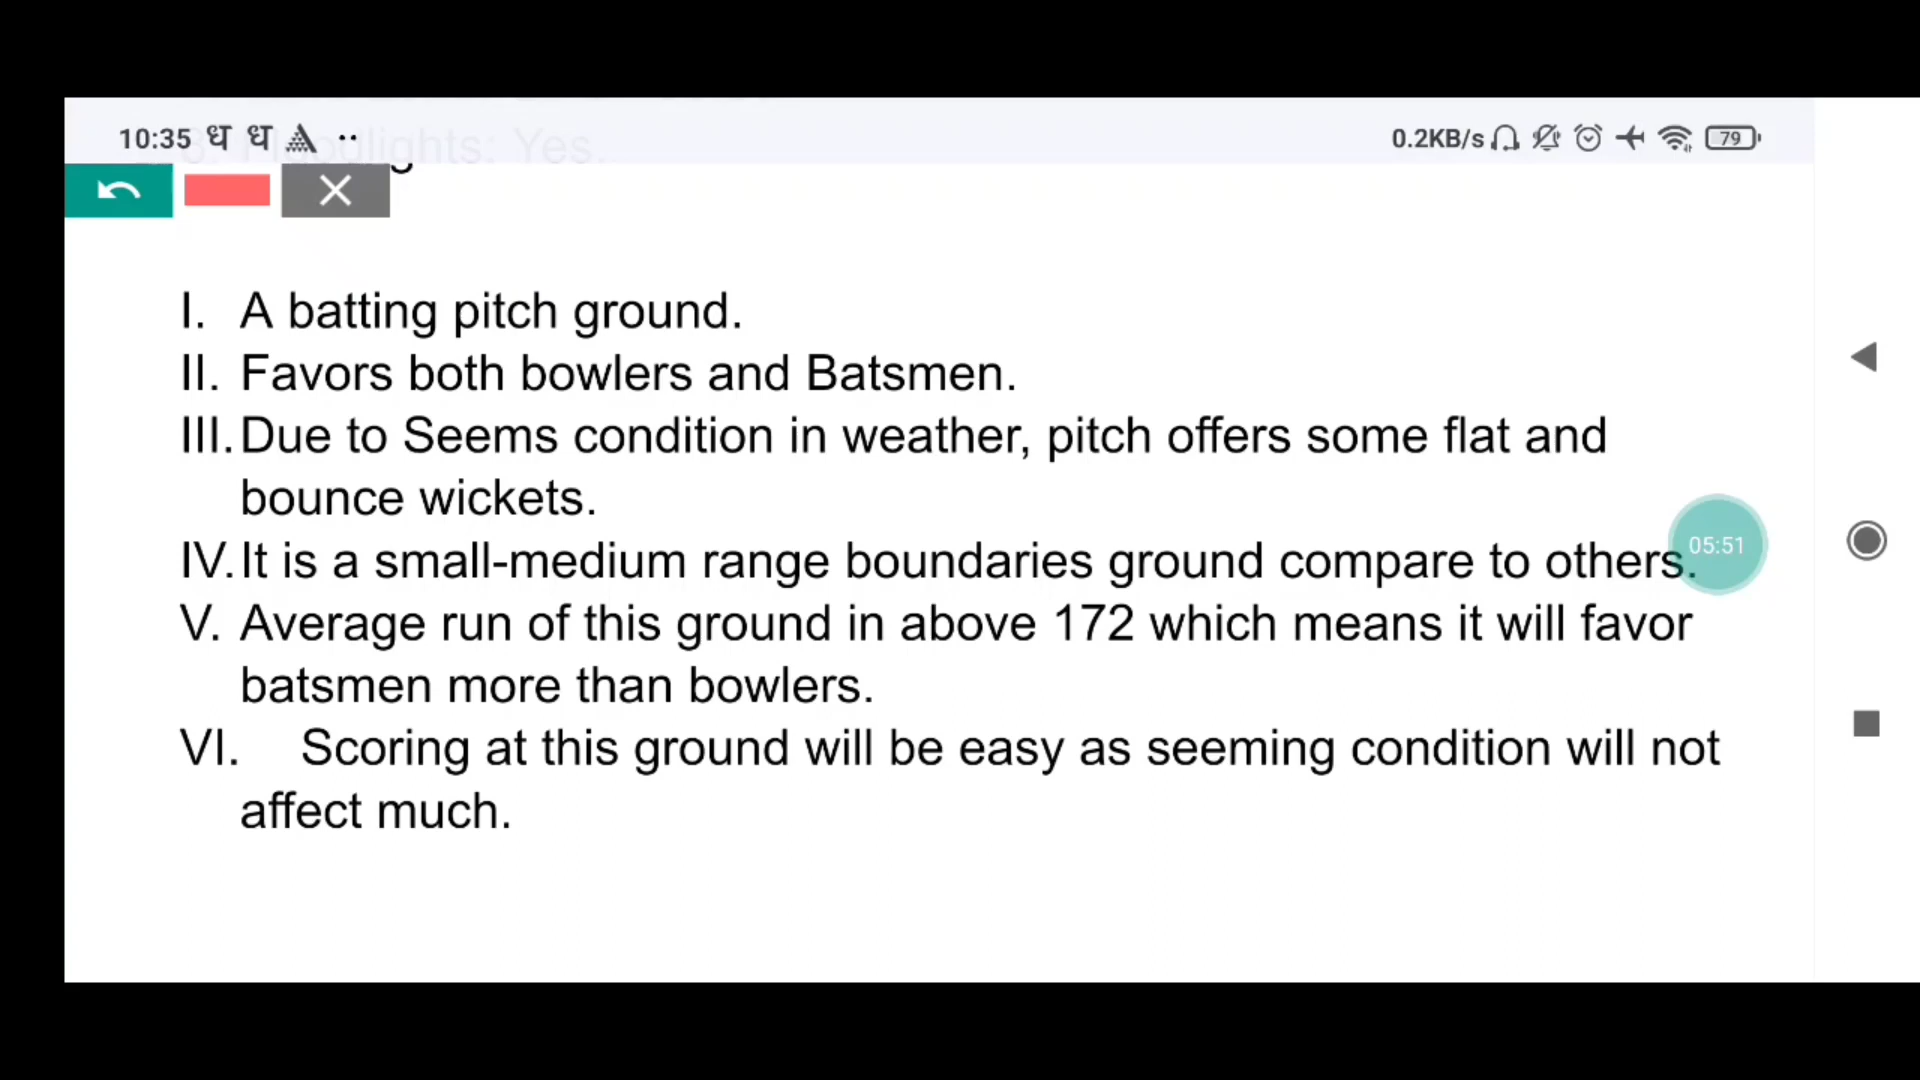 10:35 ध ध
0.2KB/s 79
Floodlights: Yes.
I. A batting pitch ground.
II. Favors both bowlers and Batsmen.
III. Due to Seems condition in weather, pitch offers some flat and
bounce wickets.
IV. It is a small-medium range boundaries ground compare to others.
05:51
V. Average run of this ground in above 172 which means it will favor
batsmen more than bowlers.
VI. Scoring at this ground will be easy as seeming condition will not
affect much.